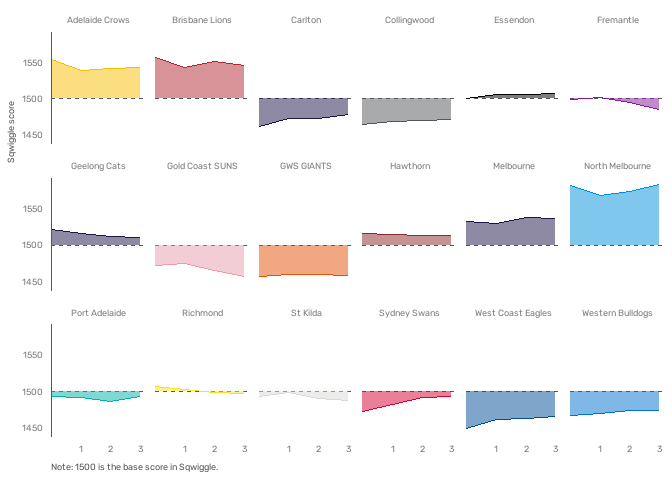 Adelaide Crows Brisbane Lions Carlton Collingwood Essendon Fremantle
1550
1500
1450
Sqwiggle score
Geelong Cats Gold Coast SUNS GWS GIANTS Hawthorn Melbourne North Melbourne
1550
1500
1450
Port Adelaide Richmond St Kilda Sydney Swans West Coast Eagles Western Bulldogs
1550
1500
1450
1 2 3 1 2 3 1 2 3 1 2 3 1 2 3 1 2 3
Note: 1500 is the base score in Sqwiggle.